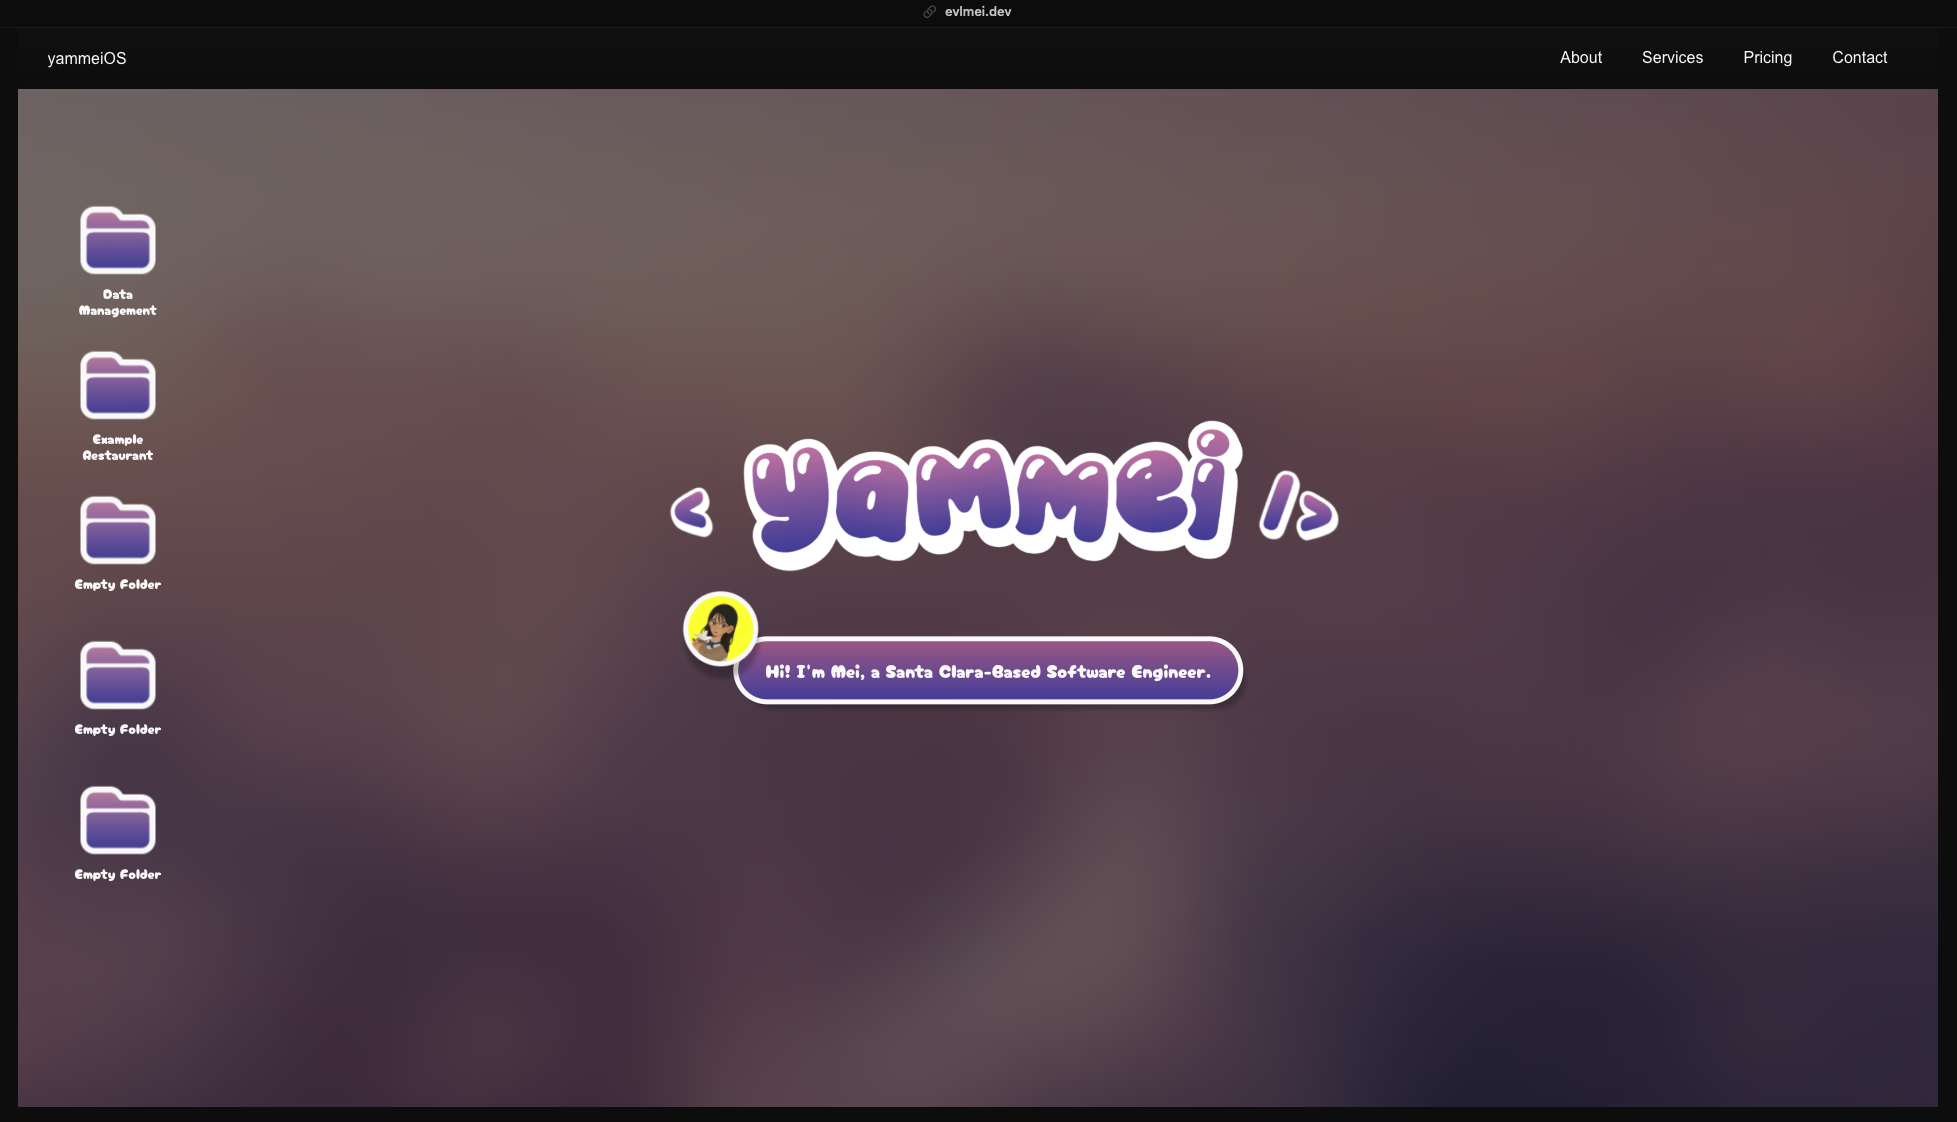 evlmei.dev
yammeiOS
About Services Pricing Contact
Data
Management
Example
Restaurant
Empty Folder
Empty Folder
Empty Folder
< yammei />
Hi! I'm Mei, a Santa Clara-Based Software Engineer.